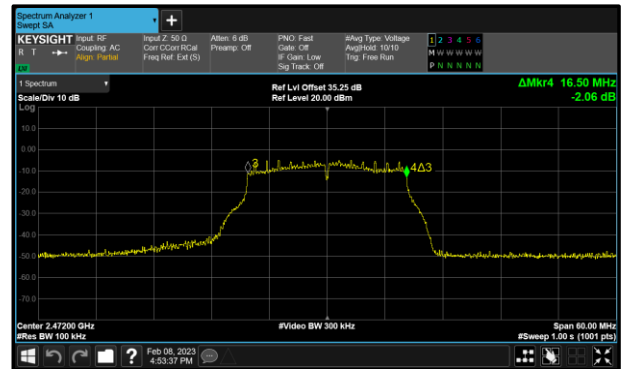 Spectrum Analyzer 1
Swept SA
+
KEYSIGHT Input: RF Input Z: 50 Ω Atten: 6 dB PNO: Fast #Avg Type: Voltage 1 2 3 4 5 6
R T Coupling: AC Corr CCorr RCal Preamp: Off Gate: Off Avg|Hold: 10/10 M W W W W W
Align: Partial Freq Ref: Ext (S) IF Gain: Low Trig: Free Run P N N N N N
Sig Track: Off
1 Spectrum Ref Lvl Offset 35.25 dB ΔMkr4 16.50 MHz
Scale/Div 10 dB Ref Level 20.00 dBm -2.06 dB
Log
10.0
0.00
3
4Δ3
-10.0
-20.0
-30.0
-40.0
-50.0
-60.0
-70.0
Center 2.47200 GHz #Video BW 300 kHz Span 60.00 MHz
#Res BW 100 kHz #Sweep 1.00 s (1001 pts)
? Feb 08, 2023
4:53:37 PM